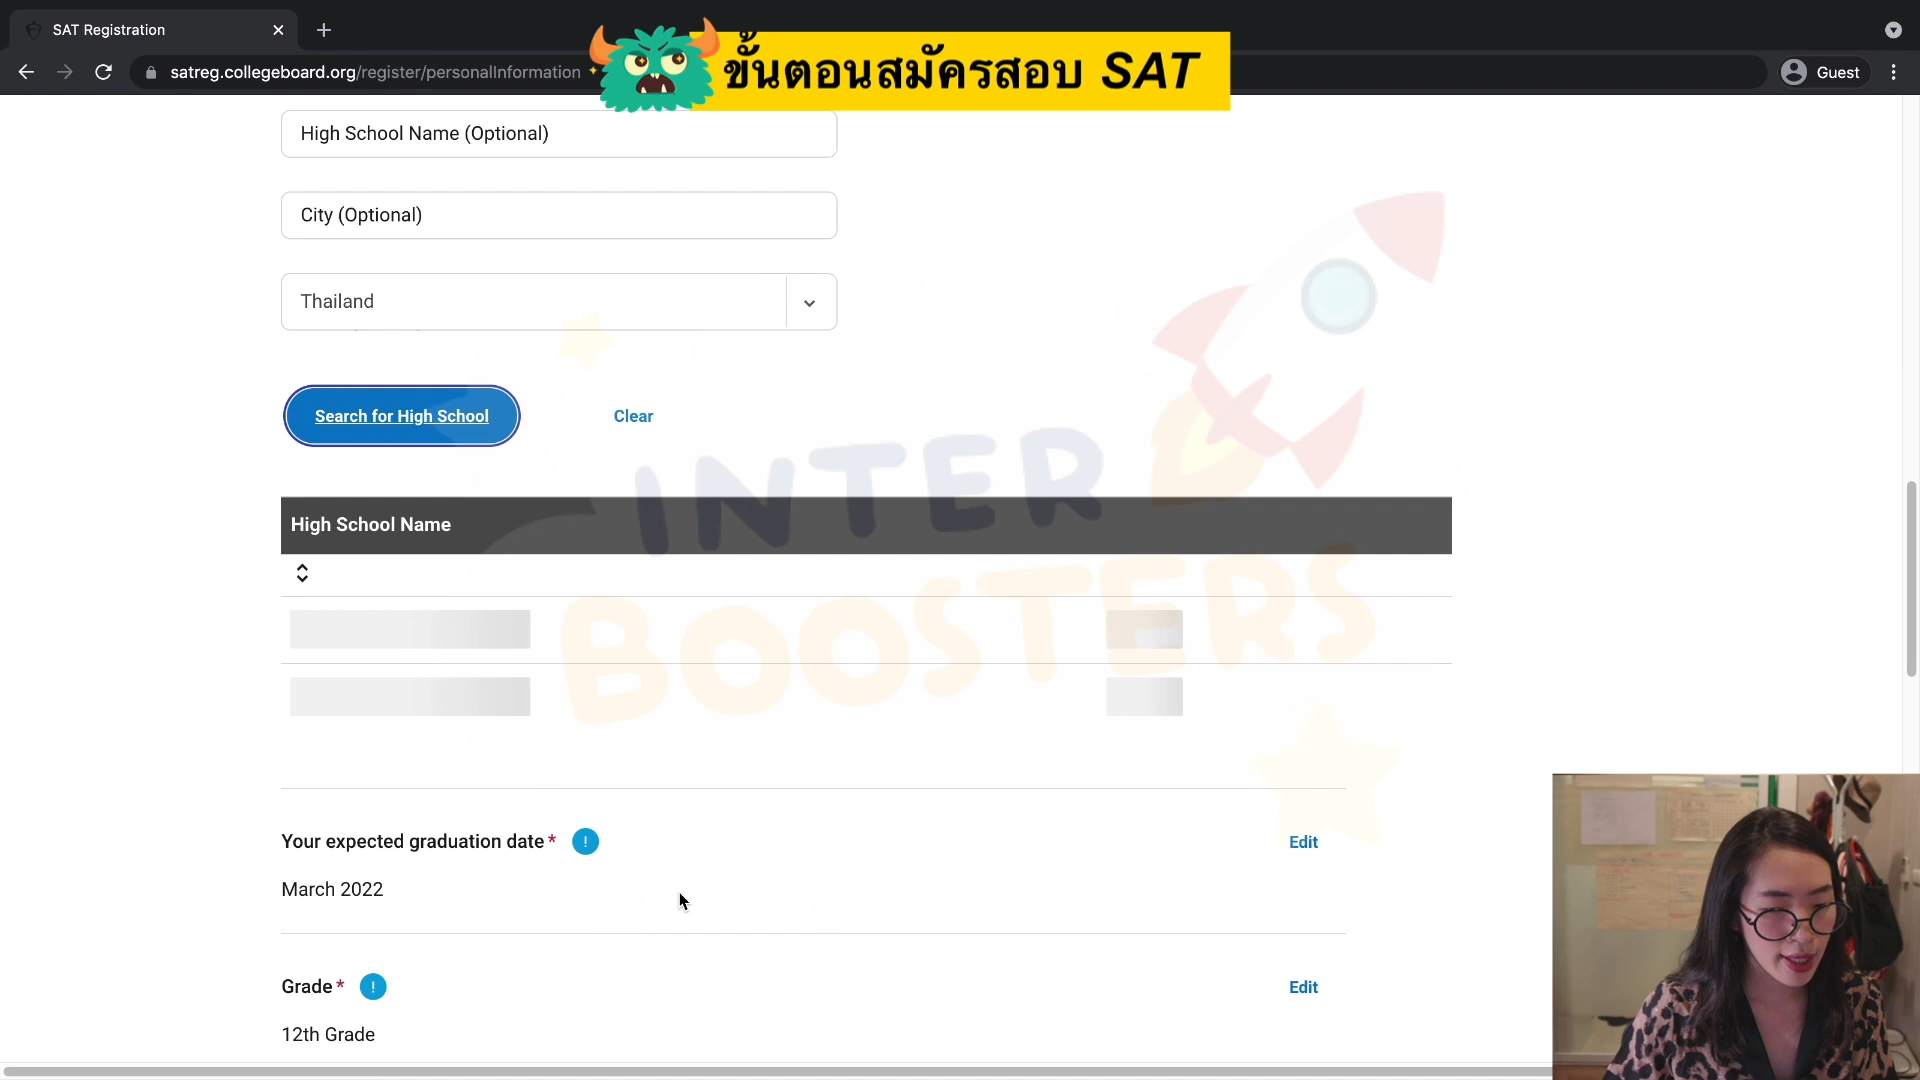 SAT Registration
satreg.collegeboard.org/register/personalInformation
ขั้นตอนสมัครสอบ SAT
Guest
High School Name (Optional)
City (Optional)
Thailand
Search for High School
Clear
INTER
BOOSTERS
High School Name
Your expected graduation date*
!
Edit
March 2022
Grade*
!
Edit
12th Grade